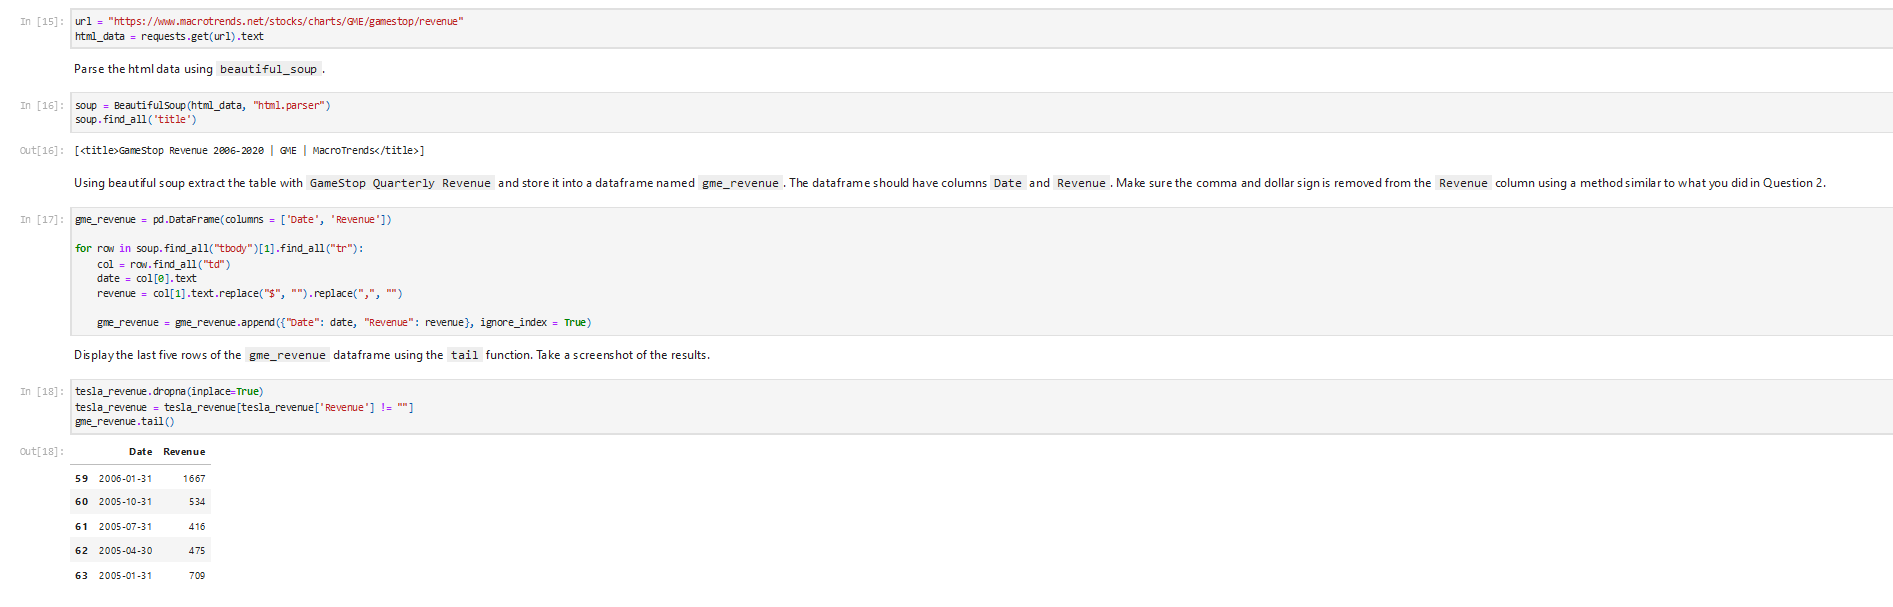 In [15]: url = "https://www.macrotrends.net/stocks/charts/GME/gamestop/revenue"
html_data = requests.get(url).text
Parse the html data using beautiful_soup .
In [16]: soup = BeautifulSoup(html_data, "html.parser")
soup.find_all('title')
Out[16]: [<title>GameStop Revenue 2006-2020 | GME | MacroTrends</title>]
Using beautiful soup extract the table with GameStop Quarterly Revenue and store it into a dataframe named gme_revenue . The dataframe should have columns Date and Revenue . Make sure the comma and dollar sign is removed from the Revenue column using a method similar to what you did in Question 2.
In [17]: gme_revenue = pd.DataFrame(columns = ['Date', 'Revenue'])
for row in soup.find_all("tbody")[1].find_all("tr"):
    col = row.find_all("td")
    date = col[0].text
    revenue = col[1].text.replace("$", "").replace(",", "")
    gme_revenue = gme_revenue.append({"Date": date, "Revenue": revenue}, ignore_index = True)
Display the last five rows of the gme_revenue dataframe using the tail function. Take a screenshot of the results.
In [18]: tesla_revenue.dropna(inplace=True)
tesla_revenue = tesla_revenue[tesla_revenue['Revenue'] != ""]
gme_revenue.tail()
Out[18]: Date Revenue
59 2006-01-31 1667
60 2005-10-31 534
61 2005-07-31 416
62 2005-04-30 475
63 2005-01-31 709